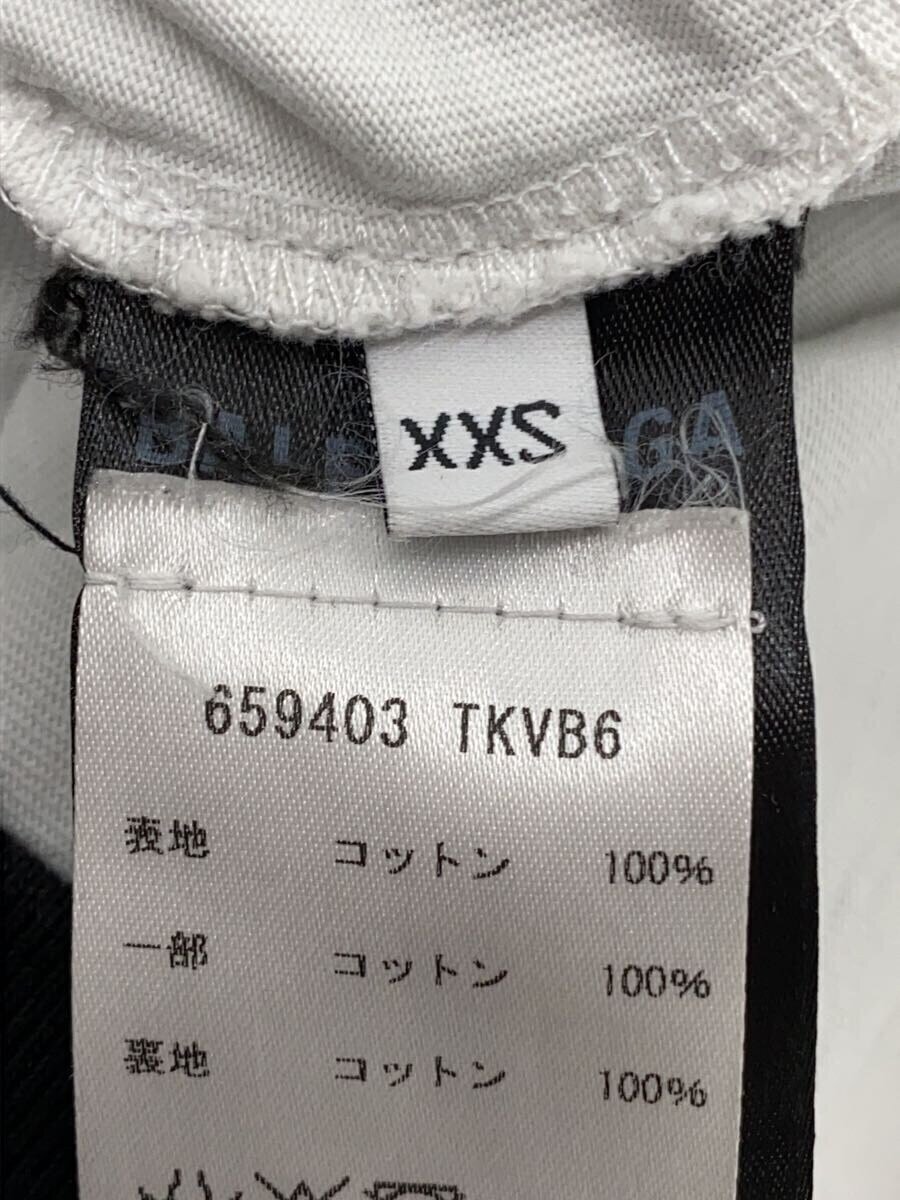 XXS
659403 TKVB6
表地 コットン 100%
一部 コットン 100%
裏地 コットン 100%